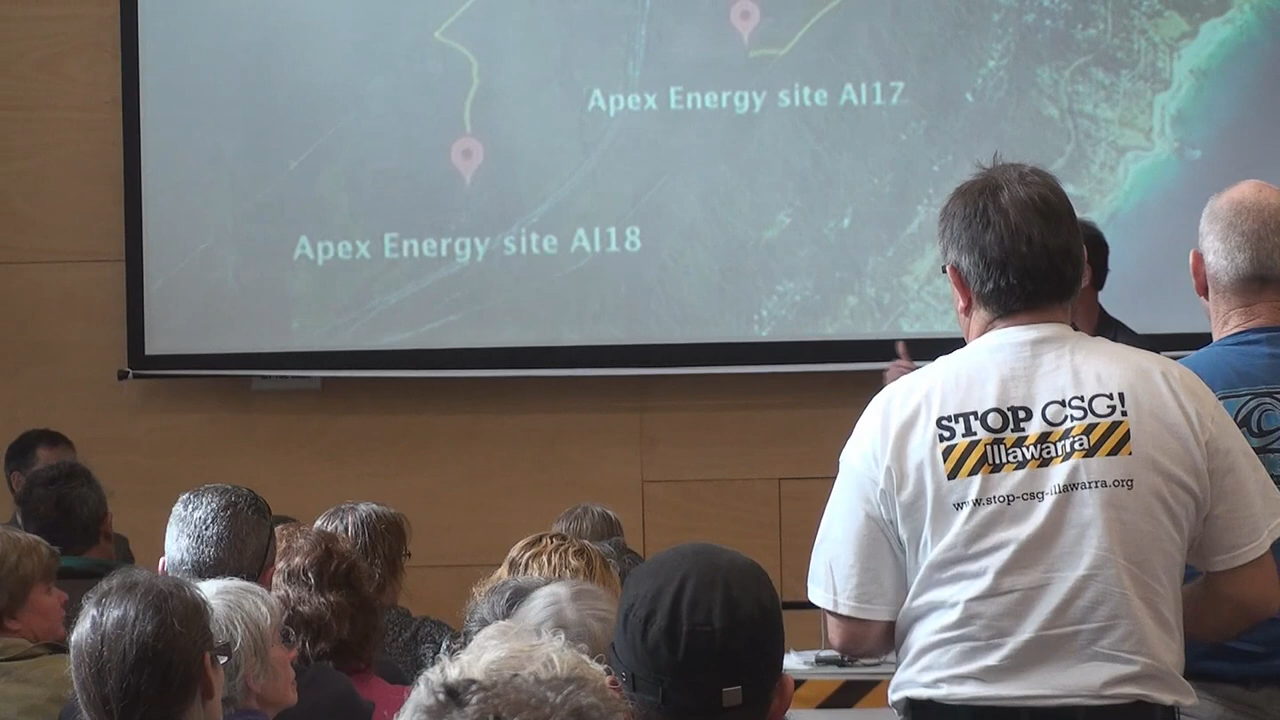 Apex Energy site AI17
Apex Energy site AI18
STOP CSG!
Illawarra
www.stop-csg-illawarra.org